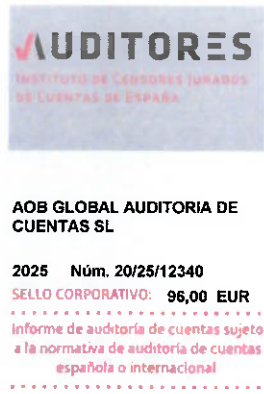 AUDITORES
INSTITUTO DE CENSORES JURADOS
DE CUENTAS DE ESPAÑA
AOB GLOBAL AUDITORIA DE
CUENTAS SL
2025 Núm. 20/25/12340
SELLO CORPORATIVO: 96,00 EUR
Informe de auditoría de cuentas sujeto
a la normativa de auditoría de cuentas
española o internacional